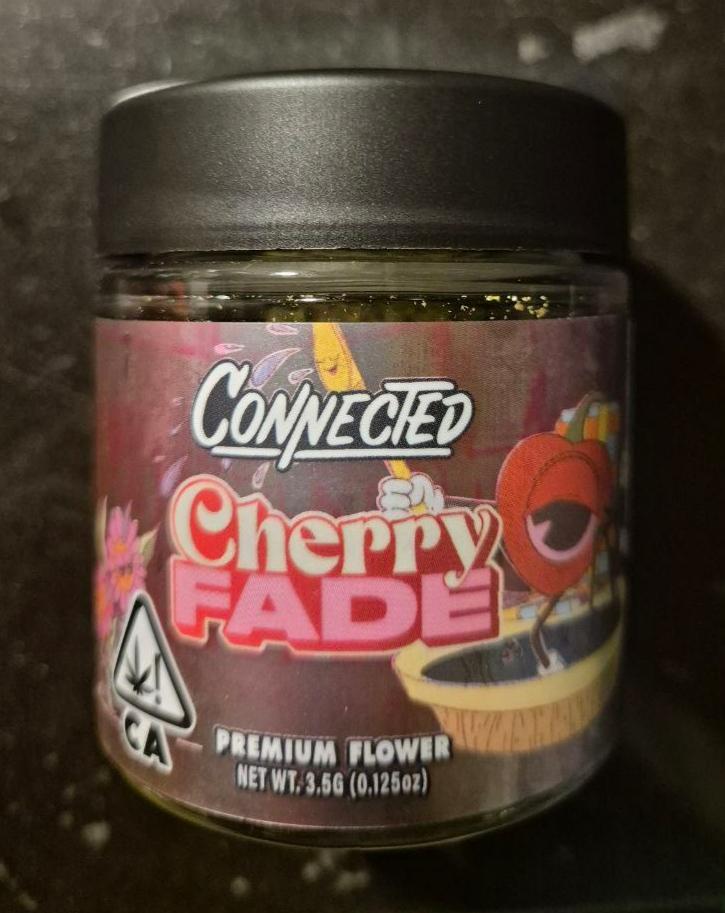 CONNECTED
Cherry
FADE
CA
PREMIUM FLOWER
NET WT. 3.5G (0.125oz)